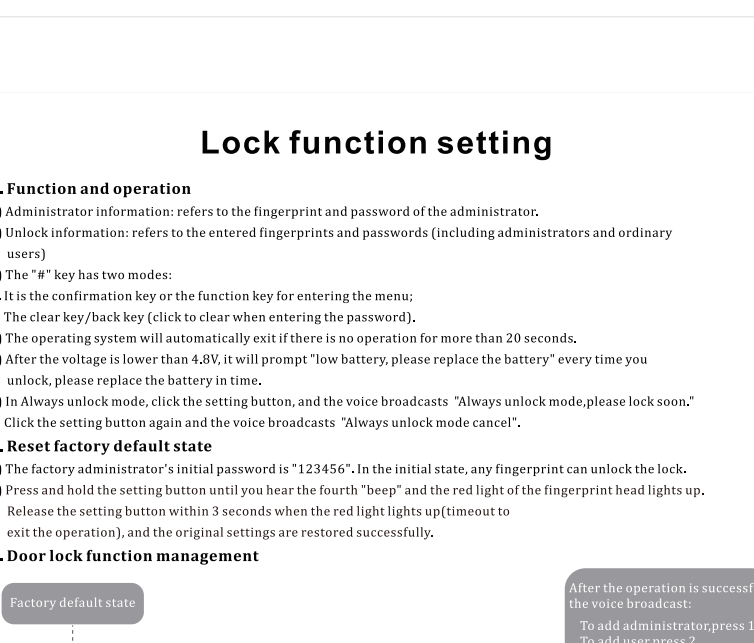 Lock function setting
. Function and operation
) Administrator information: refers to the fingerprint and password of the administrator.
) Unlock information: refers to the entered fingerprints and passwords (including administrators and ordinary
users)
) The "#" key has two modes:
. It is the confirmation key or the function key for entering the menu;
The clear key/back key (click to clear when entering the password).
) The operating system will automatically exit if there is no operation for more than 20 seconds.
) After the voltage is lower than 4.8V, it will prompt "low battery, please replace the battery" every time you
unlock, please replace the battery in time.
) In Always unlock mode, click the setting button, and the voice broadcasts "Always unlock mode,please lock soon."
Click the setting button again and the voice broadcasts "Always unlock mode cancel".
. Reset factory default state
) The factory administrator's initial password is "123456". In the initial state, any fingerprint can unlock the lock.
) Press and hold the setting button until you hear the fourth "beep" and the red light of the fingerprint head lights up.
Release the setting button within 3 seconds when the red light lights up(timeout to
exit the operation), and the original settings are restored successfully.
. Door lock function management
Factory default state
After the operation is successf
the voice broadcast:
To add administrator,press 1
To add user,press 2